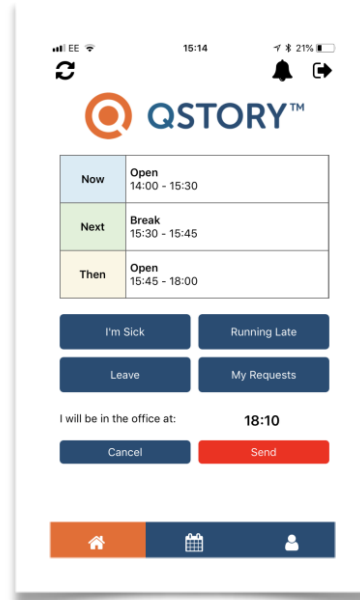 EE 15:14 21%
QSTORY™
Now Open
14:00 - 15:30
Next Break
15:30 - 15:45
Then Open
15:45 - 18:00
I'm Sick Running Late
Leave My Requests
I will be in the office at: 18:10
Cancel Send